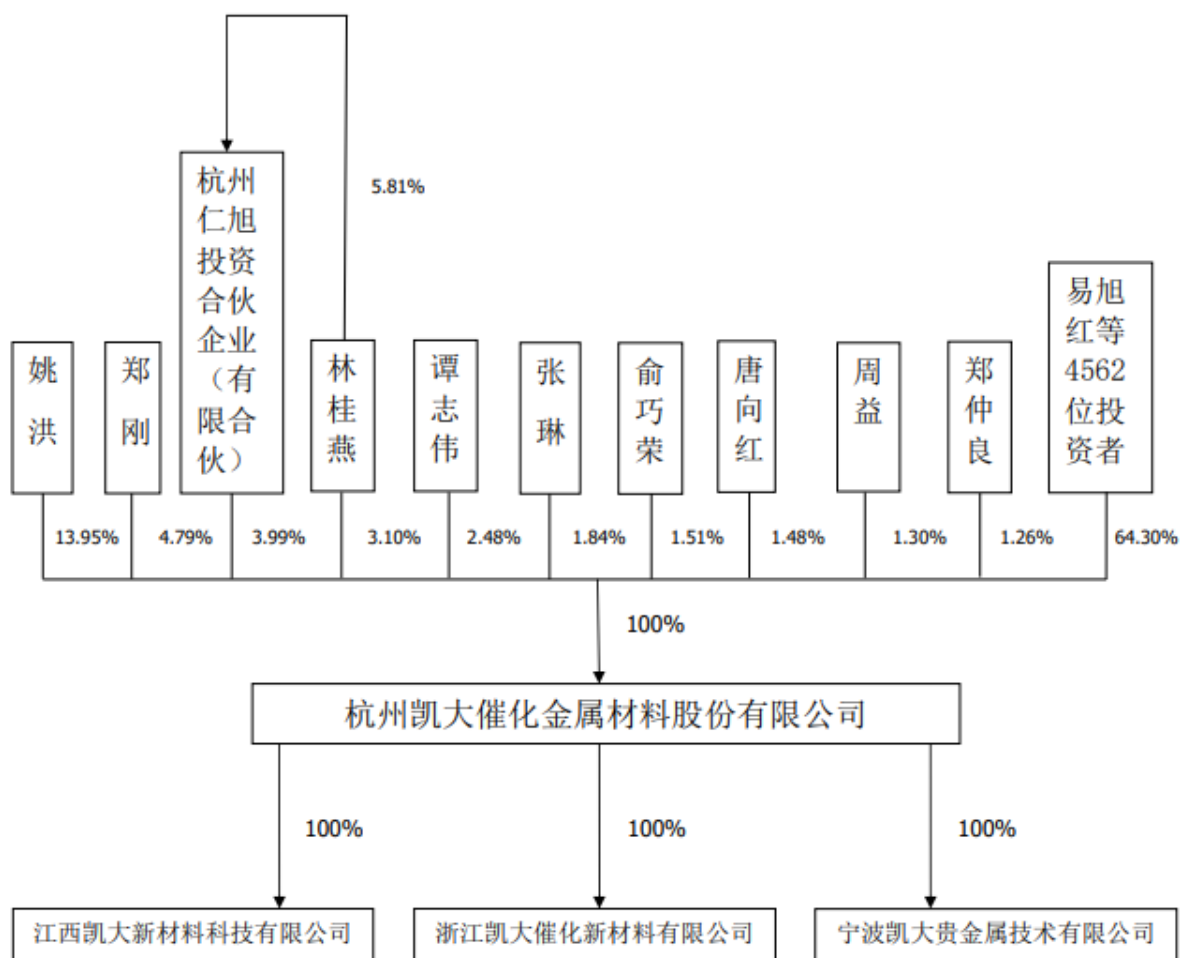 5.81%
杭州
仁旭
投资
合伙
企业
（有
限合
伙）
易旭
红等
4562
位投
资者
姚
洪
郑
刚
林
桂
燕
谭
志
伟
张
琳
俞
巧
荣
唐
向
红
周
益
郑
仲
良
13.95%
4.79%
3.99%
3.10%
2.48%
1.84%
1.51%
1.48%
1.30%
1.26%
64.30%
100%
杭州凯大催化金属材料股份有限公司
100%
100%
100%
江西凯大新材料科技有限公司
浙江凯大催化新材料有限公司
宁波凯大贵金属技术有限公司